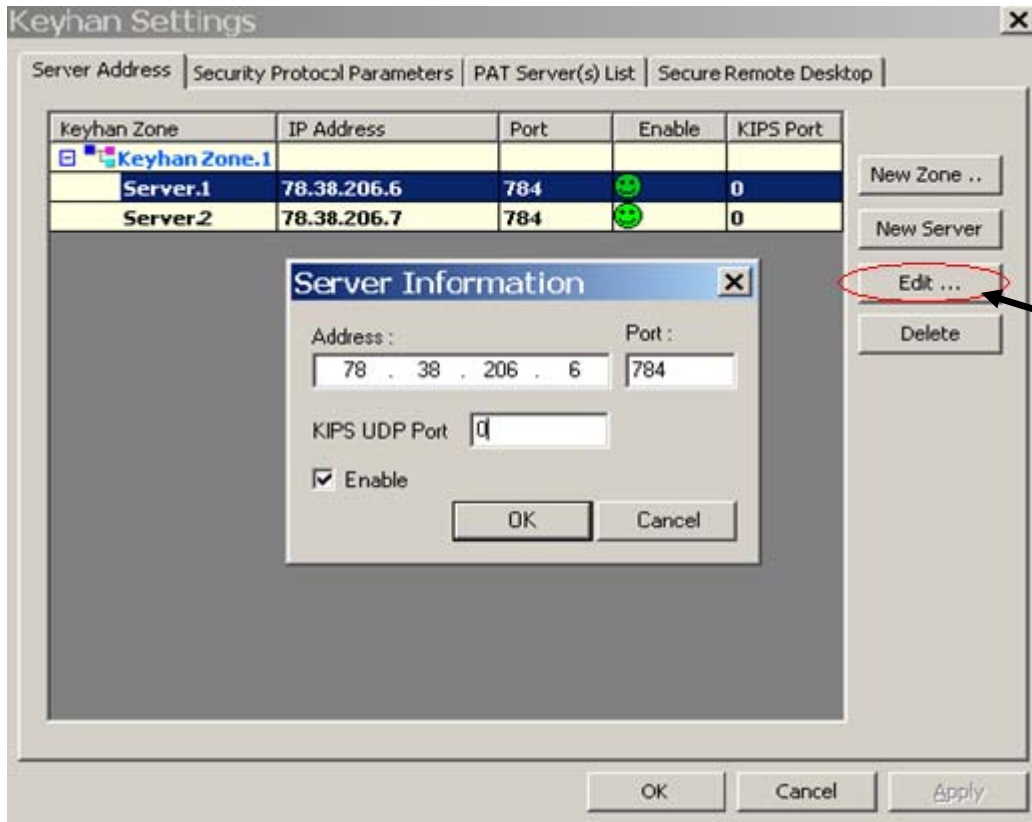 Keyhan Settings
Server Address Security Protocol Parameters PAT Server(s) List Secure Remote Desktop
Keyhan Zone IP Address Port Enable KIPS Port
Keyhan Zone.1
Server.1 78.38.206.6 784 0
Server.2 78.38.206.7 784 0
New Zone ..
New Server
Edit ...
Delete
Server Information
Address : Port :
78 . 38 . 206 . 6 784
KIPS UDP Port 0
Enable
OK Cancel
OK Cancel Apply